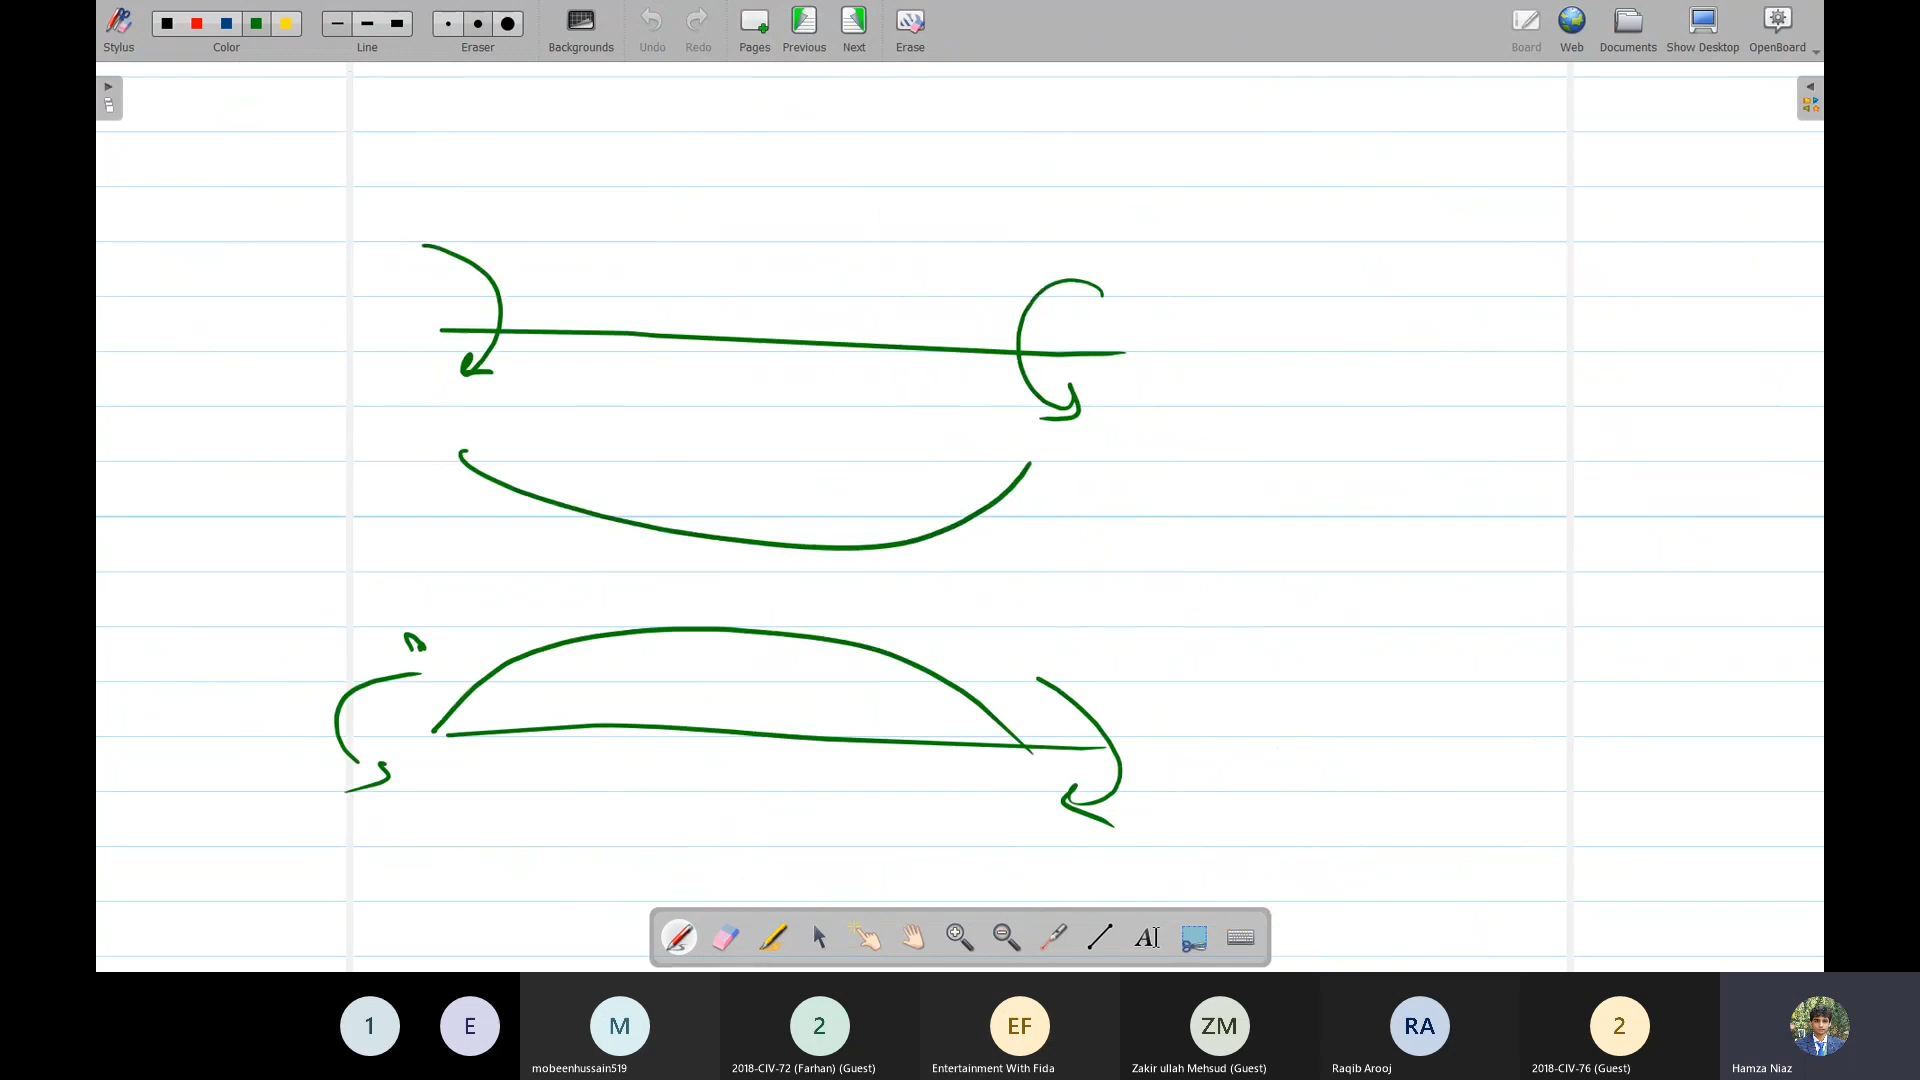 Stylus
Color
Line
Eraser
Backgrounds
Undo
Redo
Pages
Previous
Next
Erase
Board
Web
Documents
Show Desktop
OpenBoard
1
E
M
2
EF
ZM
RA
2
mobeenhussain519
2018-CIV-72 (Farhan) (Guest)
Entertainment With Fida
Zakir ullah Mehsud (Guest)
Raqib Arooj
2018-CIV-76 (Guest)
Hamza Niaz